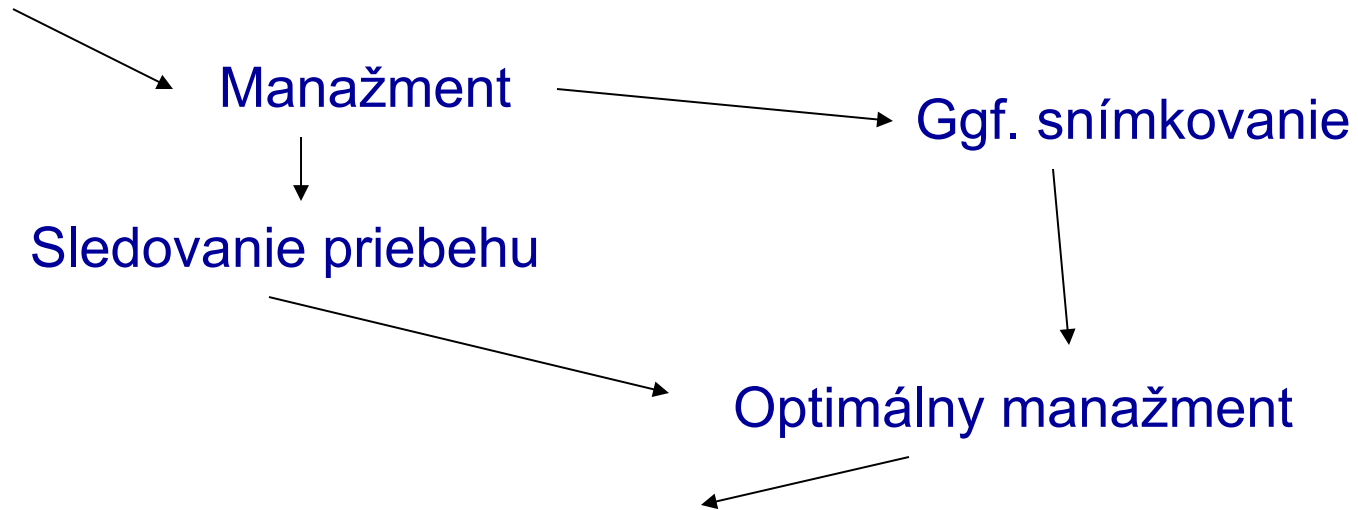 Manažment
Ggf. snímkovanie
Sledovanie priebehu
Optimálny manažment